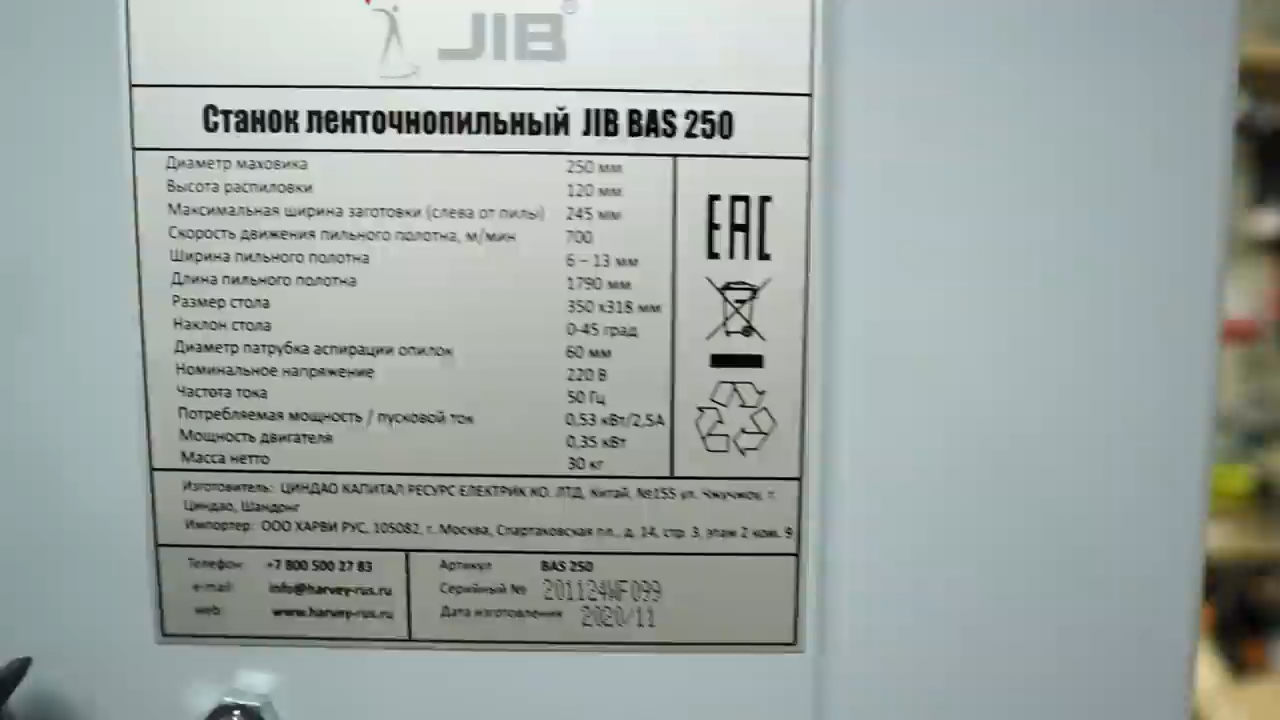 JIB®
Станок ленточнопильный JIB BAS 250
Диаметр маховика 250 мм
Высота распиловки 120 мм
Максимальная ширина заготовки (слева от пилы) 245 мм
Скорость движения пильного полотна, м/мин 700
Ширина пильного полотна 6 – 13 мм
Длина пильного полотна 1790 мм
Размер стола 350 х318 мм
Наклон стола 0-45 град
Диаметр патрубка аспирации опилок 60 мм
Номинальное напряжение 220 В
Частота тока 50 Гц
Потребляемая мощность / пусковой ток 0,53 кВт/2,5А
Мощность двигателя 0,35 кВт
Масса нетто 30 кг
EAC
Изготовитель: ЦИНДАО КАПИТАЛ РЕСУРС ЕЛЕКТРИК КО. ЛТД, Китай, №155 ул. Чжучжоу, г.
Циндао, Шандонг
Импортер: ООО ХАРВИ РУС, 105082, г. Москва, Спартаковская пл., д. 14, стр. 3, этаж 2 ком. 9
Телефон: +7 800 500 27 83
e-mail: info@harvey-rus.ru
web: www.harvey-rus.ru
Артикул BAS 250
Серийный № 201124WF099
Дата изготовления 2020/11